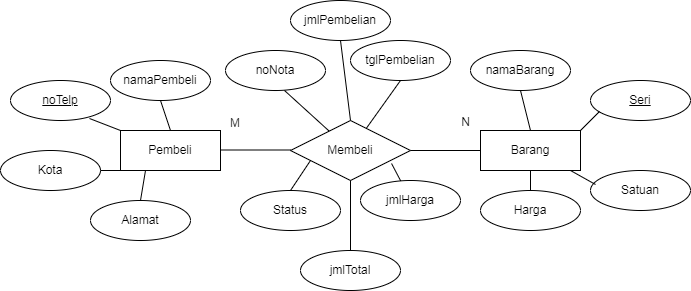 jmlPembelian
tglPembelian
noNota
namaPembeli
namaBarang
noTelp
Seri
M
N
Pembeli
Membeli
Barang
Kota
Satuan
jmlHarga
Status
Harga
Alamat
jmlTotal